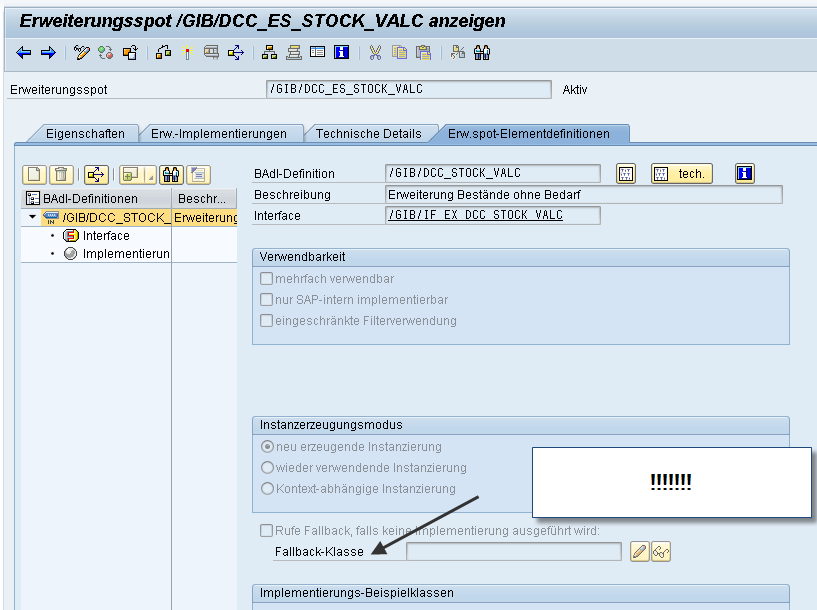 Erweiterungsspot /GIB/DCC_ES_STOCK_VALC anzeigen
Erweiterungsspot /GIB/DCC_ES_STOCK_VALC Aktiv
Eigenschaften Erw.-Implementierungen Technische Details Erw.spot-Elementdefinitionen
BAdI-Definition /GIB/DCC_STOCK_VALC tech.
BAdI-Definitionen Beschr...
Beschreibung Erweiterung Bestände ohne Bedarf
/GIB/DCC_STOCK_ Erweiterung
Interface /GIB/IF_EX_DCC_STOCK_VALC
Interface
Implementierun
Verwendbarkeit
mehrfach verwendbar
nur SAP-intern implementierbar
eingeschränkte Filterverwendung
Instanzerzeugungsmodus
neu erzeugende Instanzierung
wieder verwendende Instanzierung
Kontext-abhängige Instanzierung
!!!!!!!
Rufe Fallback, falls keine Implementierung ausgeführt wird:
Fallback-Klasse
Implementierungs-Beispielklassen